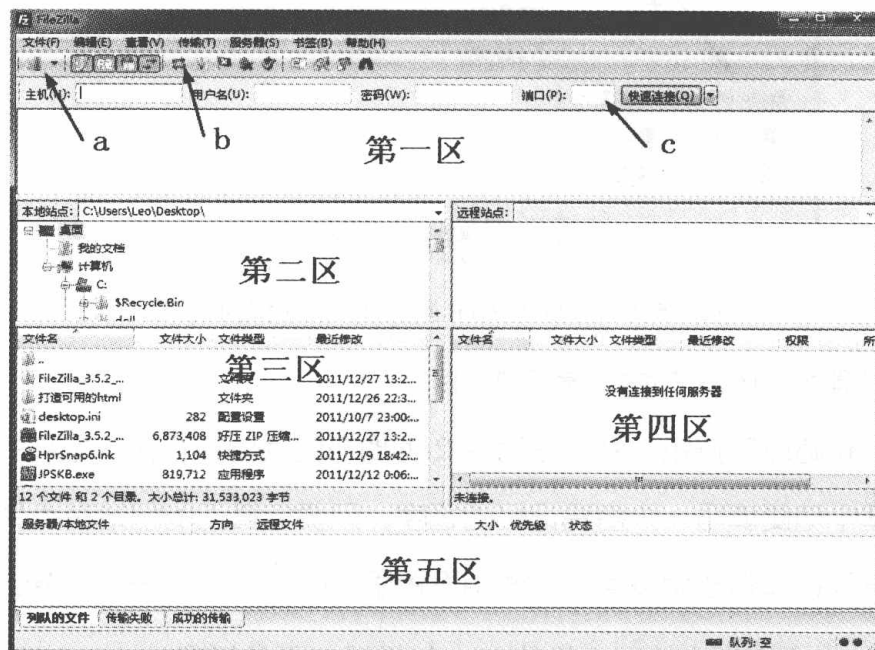 FileZilla
文件(F) 编辑(E) 查看(V) 传输(T) 服务器(S) 书签(B) 帮助(H)
主机(H): 用户名(U): 密码(W): 端口(P): 快速连接(Q)
a b c
第一区
本地站点: C:\Users\Leo\Desktop\ 远程站点:
桌面
我的文档
计算机
C:
$Recycle.Bin
dell
第二区
文件名 文件大小 文件类型 最近修改
..
FileZilla_3.5.2_... 文件夹 2011/12/27 13:2...
打造可用的html 文件夹 2011/12/26 22:3...
desktop.ini 282 配置设置 2011/10/7 23:00:...
FileZilla_3.5.2_... 6,873,408 好压 ZIP 压缩... 2011/12/27 13:2...
HprSnap6.lnk 1,104 快捷方式 2011/12/9 18:42:...
JPSKB.exe 819,712 应用程序 2011/12/12 0:06:...
第三区
12 个文件 和 2 个目录。大小总计: 31,533,023 字节
文件名 文件大小 文件类型 最近修改 权限 所
没有连接到任何服务器
第四区
未连接。
服务器/本地文件 方向 远程文件 大小 优先级 状态
第五区
列队的文件 传输失败 成功的传输
队列: 空